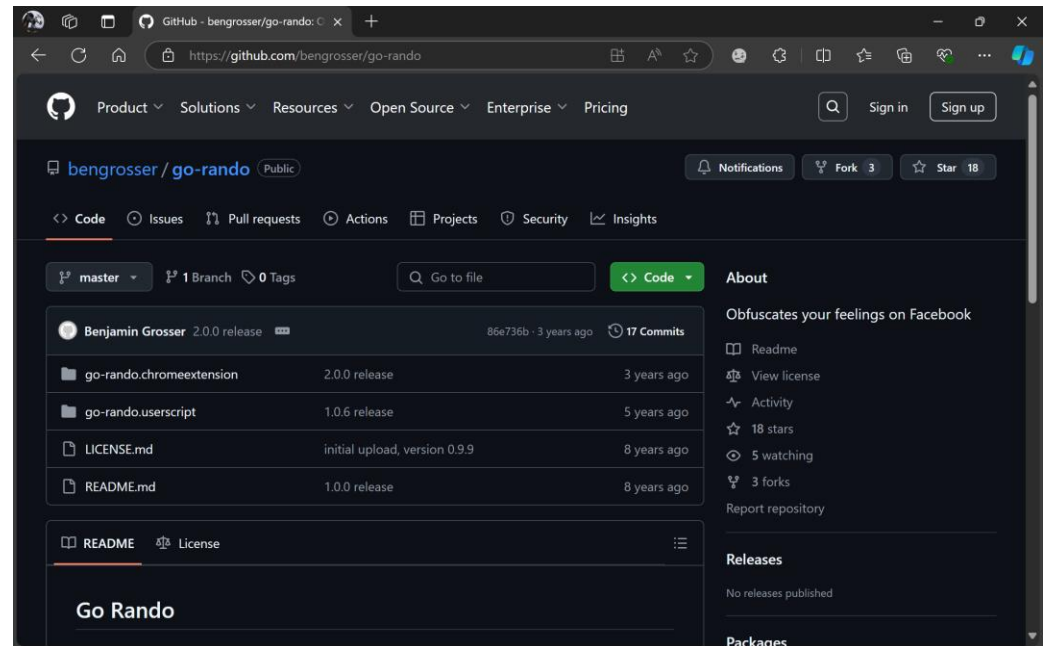 GitHub - bengrosser/go-rando: O
https://github.com/bengrosser/go-rando
Product Solutions Resources Open Source Enterprise Pricing Sign in Sign up
bengrosser / go-rando Public Notifications Fork 3 Star 18
Code Issues Pull requests Actions Projects Security Insights
master 1 Branch 0 Tags Go to file Code
Benjamin Grosser 2.0.0 release 86e736b · 3 years ago 17 Commits
go-rando.chromeextension 2.0.0 release 3 years ago
go-rando.userscript 1.0.6 release 5 years ago
LICENSE.md initial upload, version 0.9.9 8 years ago
README.md 1.0.0 release 8 years ago
README License
Go Rando
About
Obfuscates your feelings on Facebook
Readme
View license
Activity
18 stars
5 watching
3 forks
Report repository
Releases
No releases published
Packages